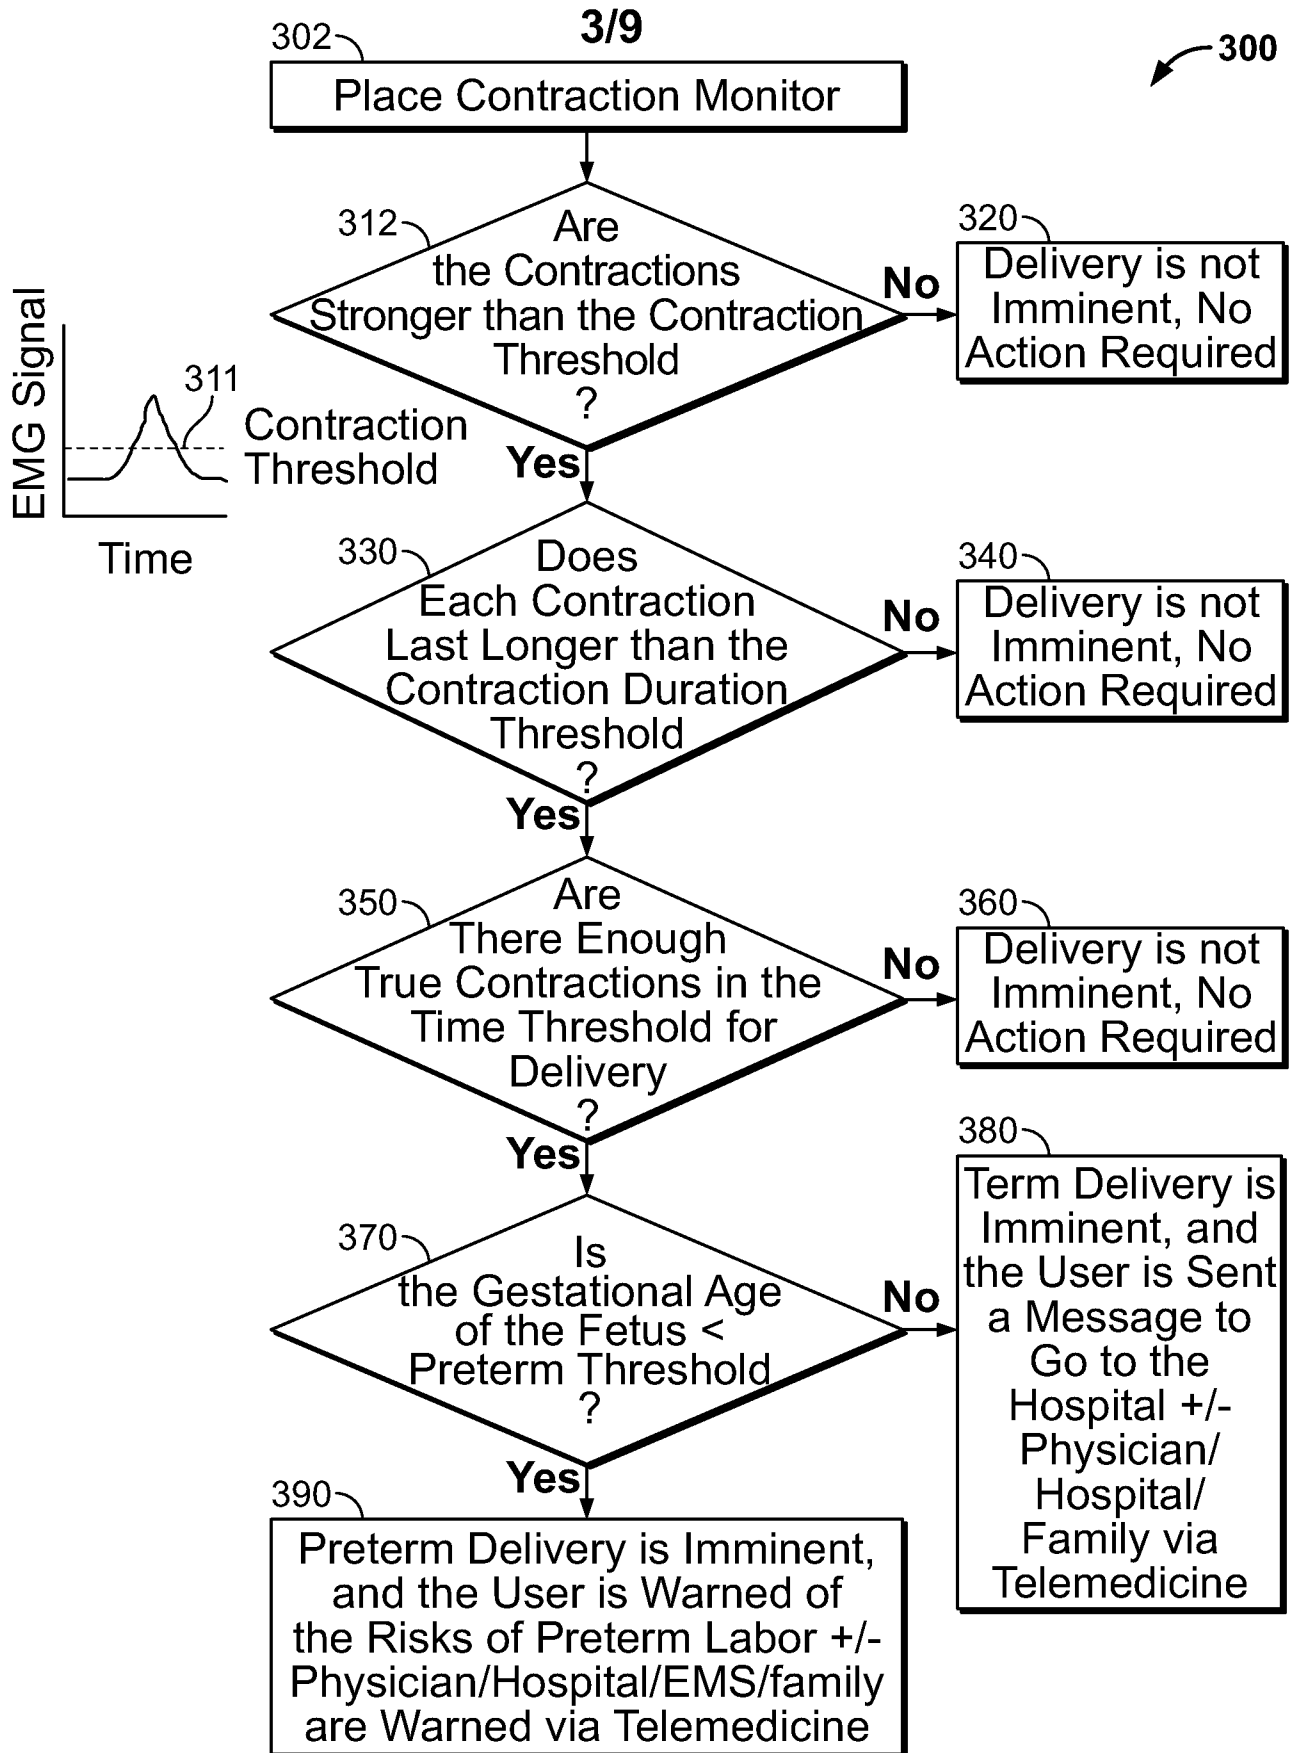 3/9
300
302
Place Contraction Monitor
312
Are
the Contractions
Stronger than the Contraction
Threshold
?
No
320
Delivery is not
Imminent, No
Action Required
EMG Signal
311
Contraction
Threshold
Time
Yes
330
Does
Each Contraction
Last Longer than the
Contraction Duration
Threshold
?
No
340
Delivery is not
Imminent, No
Action Required
Yes
350
Are
There Enough
True Contractions in the
Time Threshold for
Delivery
?
No
360
Delivery is not
Imminent, No
Action Required
Yes
370
Is
the Gestational Age
of the Fetus <
Preterm Threshold
?
No
380
Term Delivery is
Imminent, and
the User is Sent
a Message to
Go to the
Hospital +/-
Physician/
Hospital/
Family via
Telemedicine
Yes
390
Preterm Delivery is Imminent,
and the User is Warned of
the Risks of Preterm Labor +/-
Physician/Hospital/EMS/family
are Warned via Telemedicine